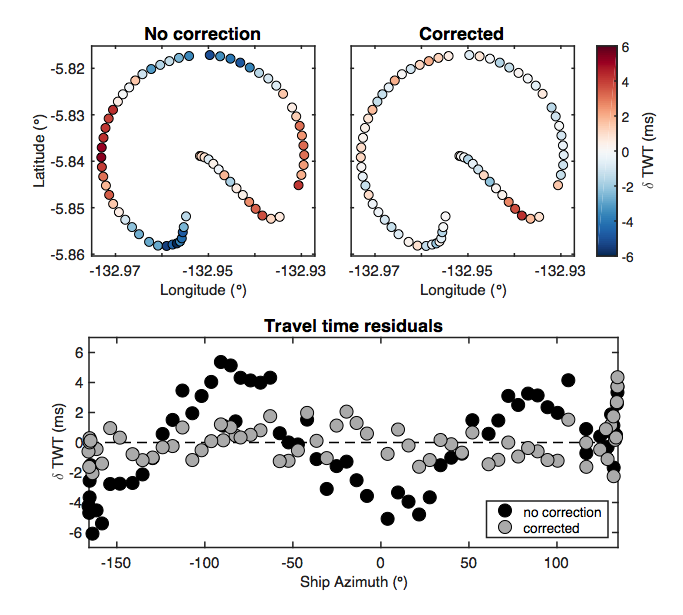 No correction
Corrected
-5.82
-5.83
-5.84
-5.85
-5.86
Latitude (°)
-132.97
-132.95
-132.93
Longitude (°)
-132.97
-132.95
-132.93
Longitude (°)
6
4
2
0
-2
-4
-6
δ TWT (ms)
Travel time residuals
6
4
2
0
-2
-4
-6
δ TWT (ms)
-150
-100
-50
0
50
100
Ship Azimuth (°)
no correction
corrected